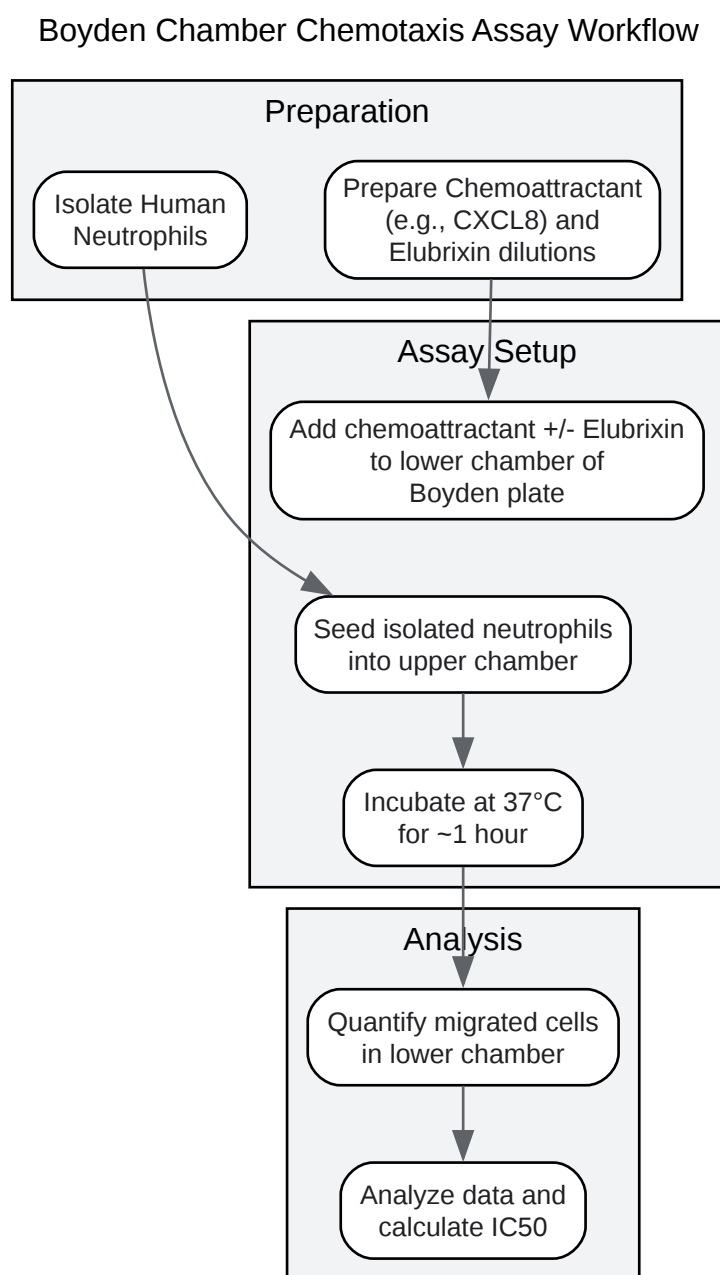 Boyden Chamber Chemotaxis Assay Workflow
Preparation
Isolate Human
Neutrophils
Prepare Chemoattractant
(e.g., CXCL8) and
Elubrixin dilutions
Assay Setup
Add chemoattractant +/- Elubrixin
to lower chamber of
Boyden plate
Seed isolated neutrophils
into upper chamber
Incubate at 37°C
for ~1 hour
Analysis
Quantify migrated cells
in lower chamber
Analyze data and
calculate IC50